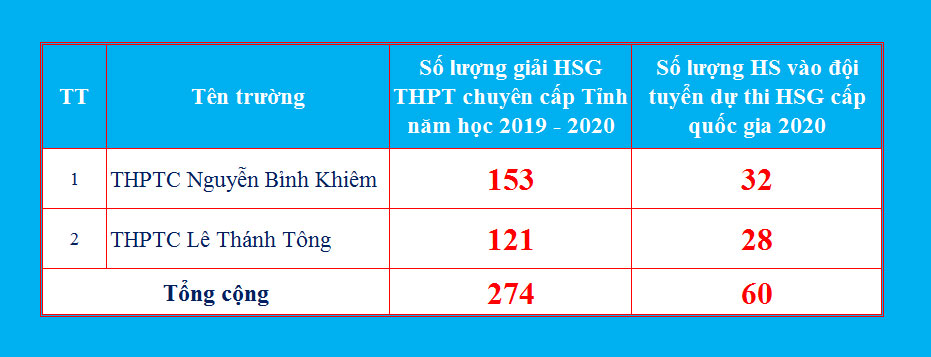 TT
Tên trường
Số lượng giải HSG
THPT chuyên cấp Tỉnh
năm học 2019 - 2020
Số lượng HS vào đội
tuyển dự thi HSG cấp
quốc gia 2020
1
THPTC Nguyễn Bỉnh Khiêm
153
32
2
THPTC Lê Thánh Tông
121
28
Tổng cộng
274
60